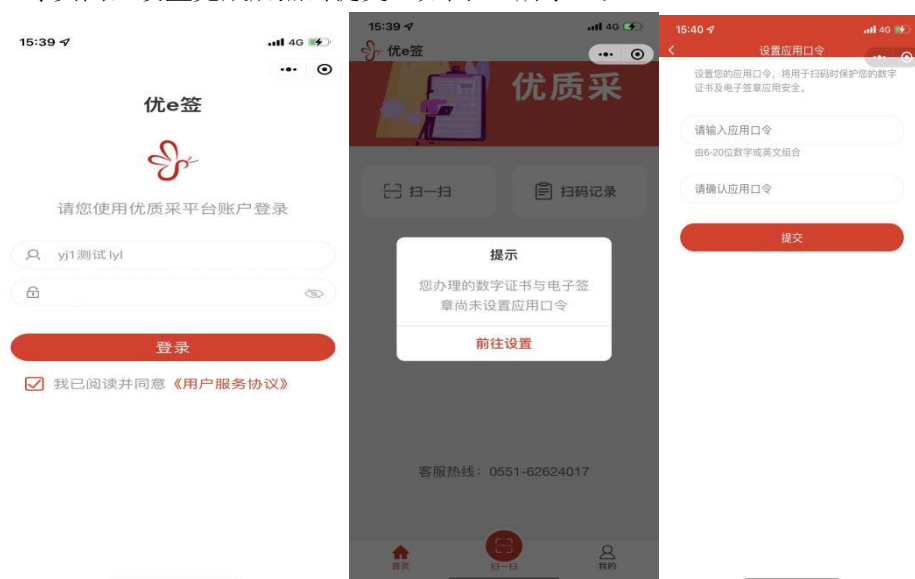 15:39
4G
优e签
请您使用优质采平台账户登录
yj1测试lyl
登录
我已阅读并同意《用户服务协议》
15:39
4G
优e签
优质采
扫一扫
扫码记录
提示
您办理的数字证书与电子签
章尚未设置应用口令
前往设置
客服热线：0551-62624017
首页
扫一扫
我的
15:40
4G
设置应用口令
设置您的应用口令，将用于扫码时保护您的数字
证书及电子签章应用安全。
请输入应用口令
由6-20位数字或英文组合
请确认应用口令
提交